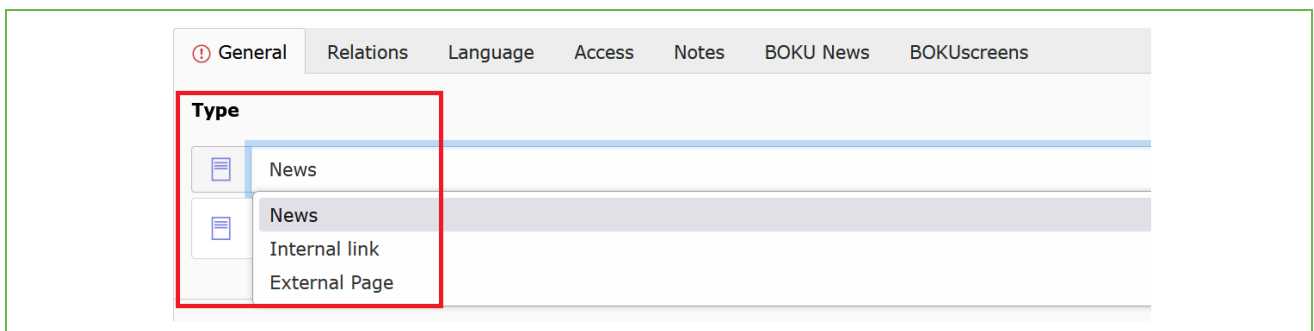 General Relations Language Access Notes BOKU News BOKUscreens
Type
News
News
Internal link
External Page